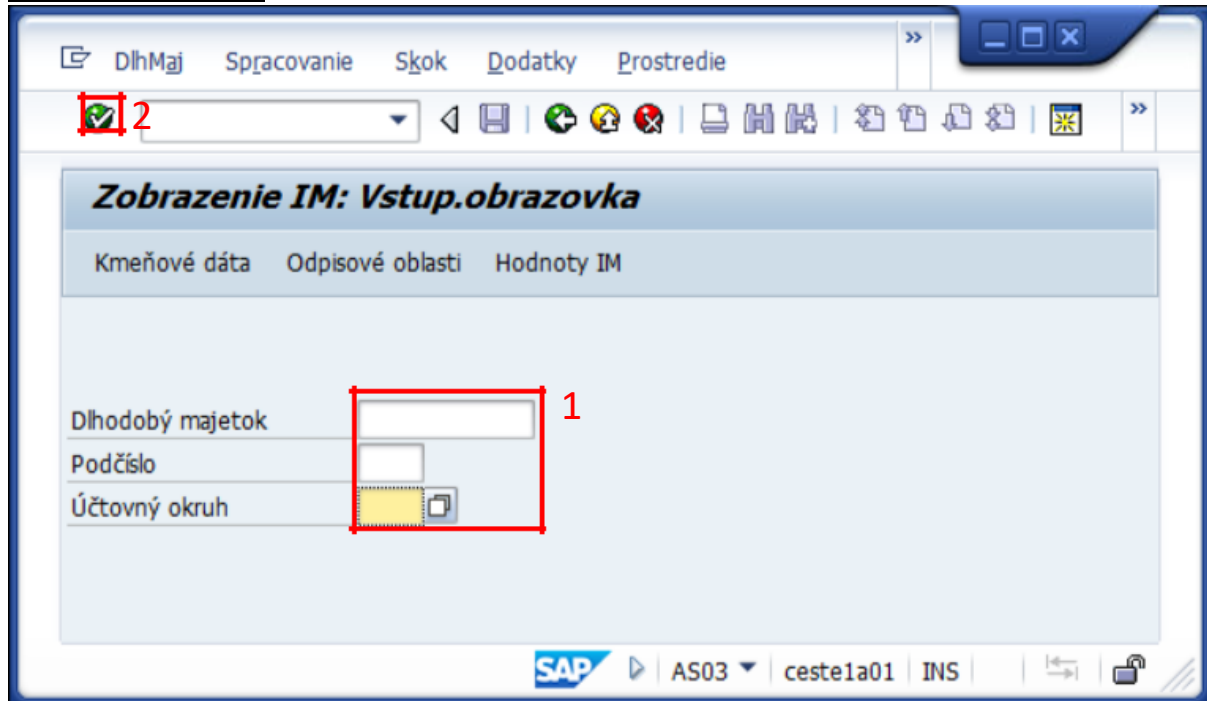 DlhMaj Spracovanie Skok Dodatky Prostredie »
2 »
Zobrazenie IM: Vstup.obrazovka
Kmeňové dáta Odpisové oblasti Hodnoty IM
1
Dlhodobý majetok
Podčíslo
Účtovný okruh
SAP AS03 ceste1a01 INS